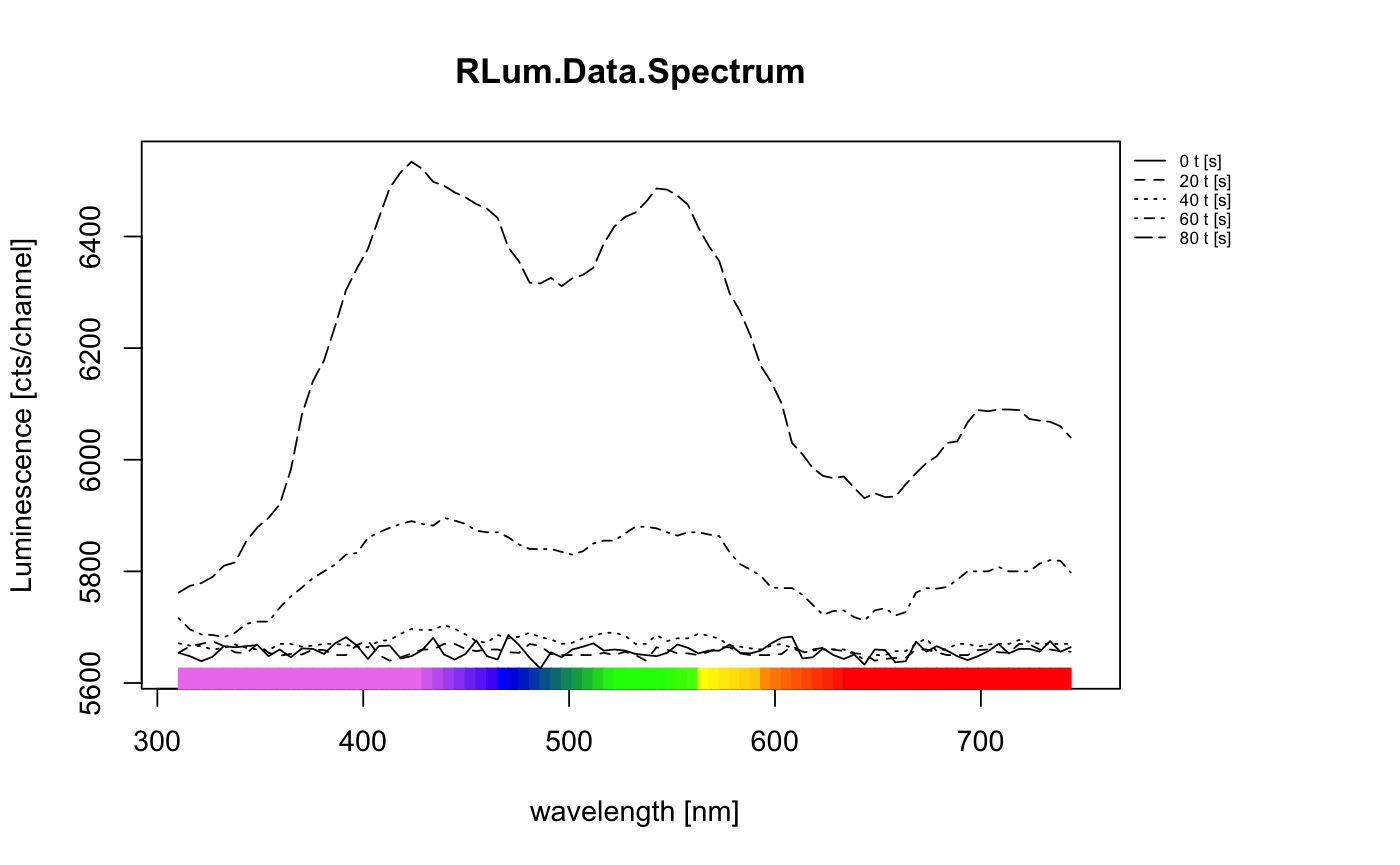 RLum.Data.Spectrum
0 t [s]
20 t [s]
40 t [s]
60 t [s]
80 t [s]
Luminescence [cts/channel]
6400
6200
6000
5800
5600
300 400 500 600 700
wavelength [nm]